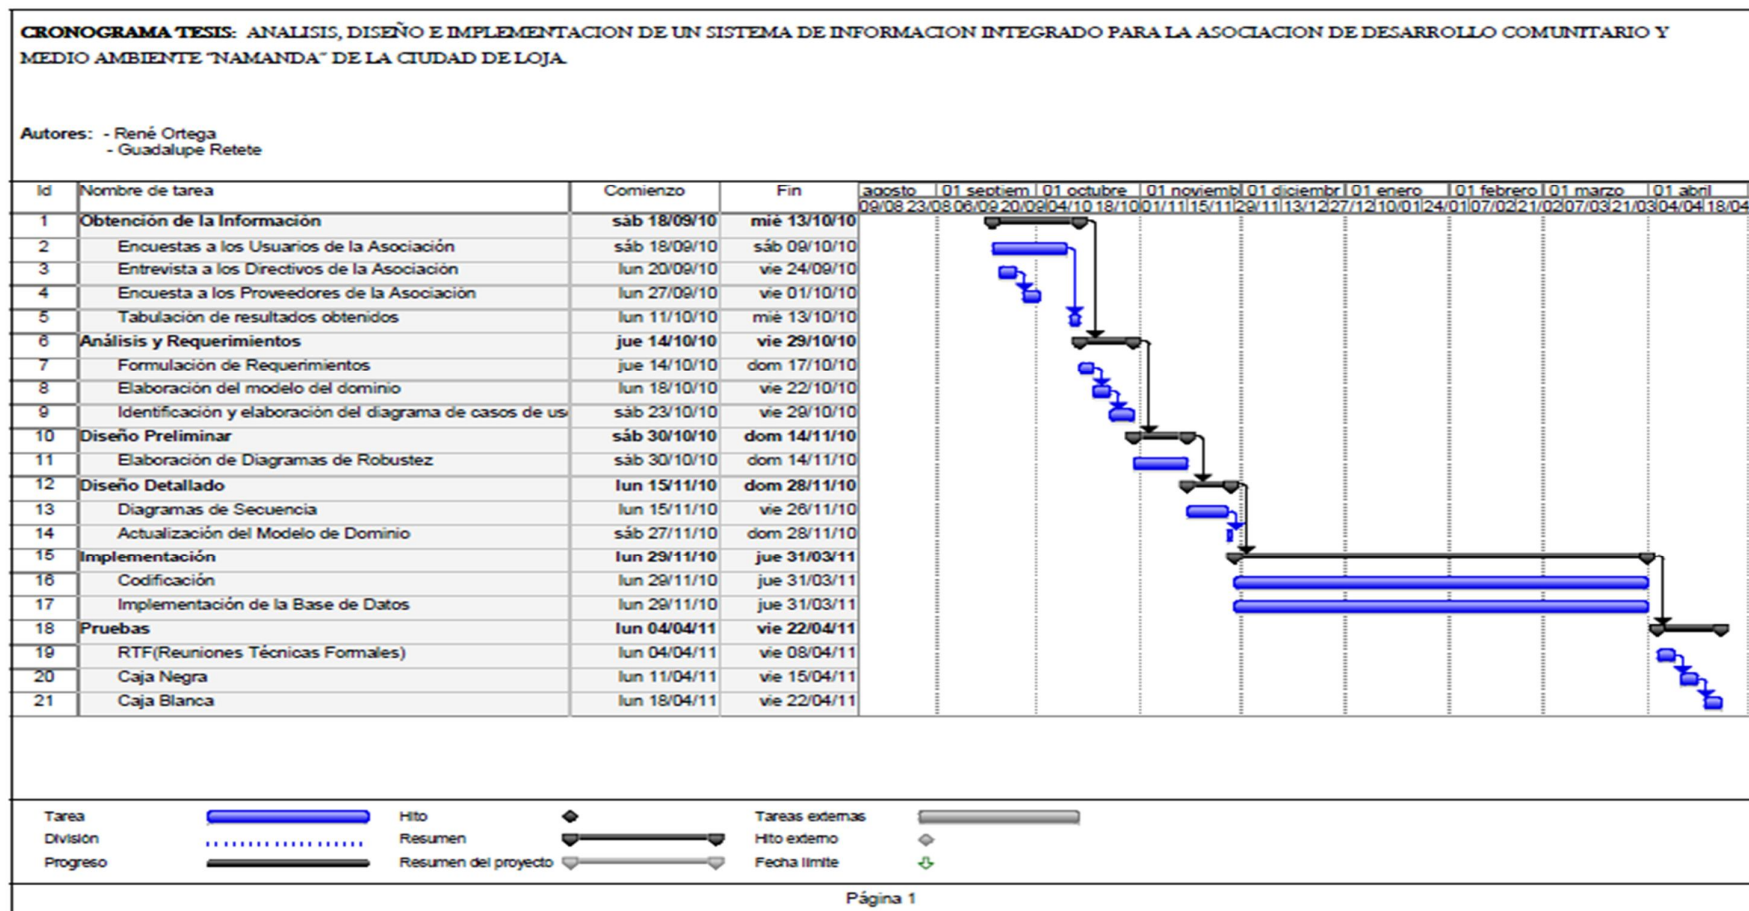 CRONOGRAMA TESIS: ANALISIS, DISEÑO E IMPLEMENTACION DE UN SISTEMA DE INFORMACION INTEGRADO PARA LA ASOCIACION DE DESARROLLO COMUNITARIO Y
MEDIO AMBIENTE "NAMANDA" DE LA CIUDAD DE LOJA.
Autores: - René Ortega
- Guadalupe Retete
Id Nombre de tarea Comienzo Fin agosto 01 septiem 01 octubre 01 noviembl 01 diciembr 01 enero 01 febrero 01 marzo 01 abril
09/08 23/08 06/09 20/09 04/10 18/10 01/11 15/11 29/11 13/12 27/12 10/01 24/01 07/02 21/02 07/03 21/03 04/04 18/04
1 Obtención de la Información sáb 18/09/10 mié 13/10/10
2 Encuestas a los Usuarios de la Asociación sáb 18/09/10 sáb 09/10/10
3 Entrevista a los Directivos de la Asociación lun 20/09/10 vie 24/09/10
4 Encuesta a los Proveedores de la Asociación lun 27/09/10 vie 01/10/10
5 Tabulación de resultados obtenidos lun 11/10/10 mié 13/10/10
6 Análisis y Requerimientos jue 14/10/10 vie 29/10/10
7 Formulación de Requerimientos jue 14/10/10 dom 17/10/10
8 Elaboración del modelo del dominio lun 18/10/10 vie 22/10/10
9 Identificación y elaboración del diagrama de casos de us sáb 23/10/10 vie 29/10/10
10 Diseño Preliminar sáb 30/10/10 dom 14/11/10
11 Elaboración de Diagramas de Robustez sáb 30/10/10 dom 14/11/10
12 Diseño Detallado lun 15/11/10 dom 28/11/10
13 Diagramas de Secuencia lun 15/11/10 vie 26/11/10
14 Actualización del Modelo de Dominio sáb 27/11/10 dom 28/11/10
15 Implementación lun 29/11/10 jue 31/03/11
16 Codificación lun 29/11/10 jue 31/03/11
17 Implementación de la Base de Datos lun 29/11/10 jue 31/03/11
18 Pruebas lun 04/04/11 vie 22/04/11
19 RTF(Reuniones Técnicas Formales) lun 04/04/11 vie 08/04/11
20 Caja Negra lun 11/04/11 vie 15/04/11
21 Caja Blanca lun 18/04/11 vie 22/04/11
Tarea Hito Tareas externas
División Resumen Hito externo
Progreso Resumen del proyecto Fecha límite
Página 1